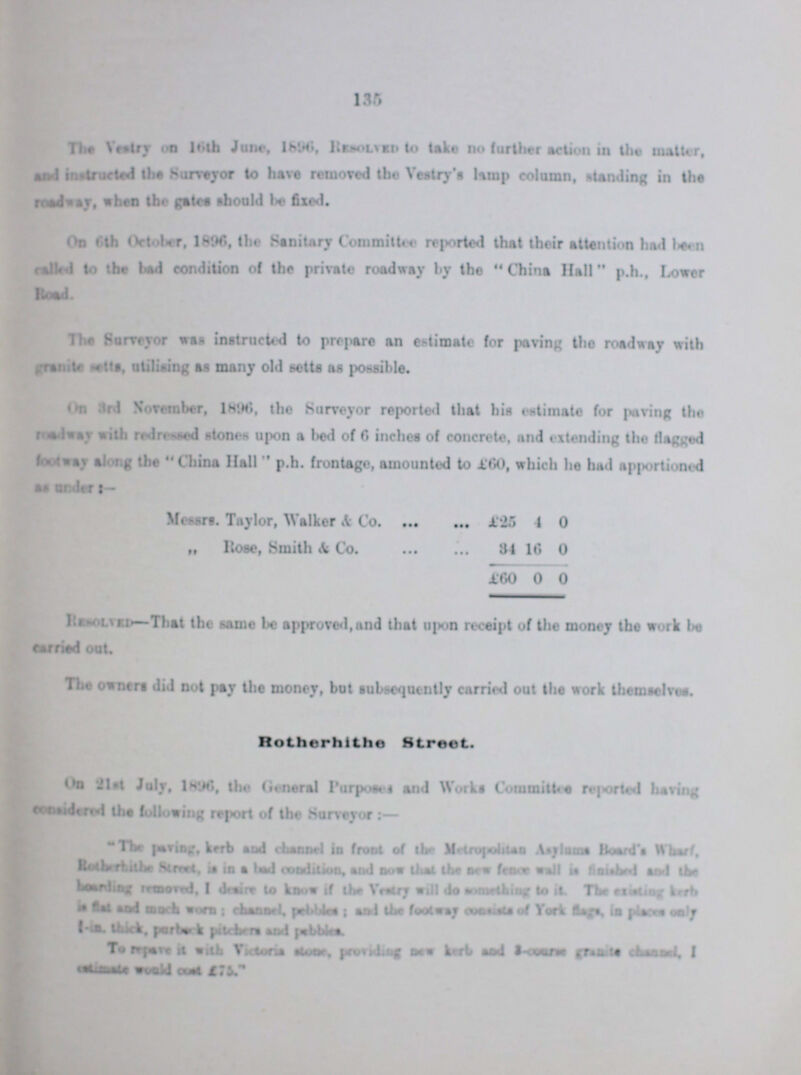 135
The Vestry on 16th June, 1896, RESOLVED to take no further action in the matter,
and instructed the Surveyor to have removed the Vestry's lamp column, standing in the
roadway, when the gates should be fixed.
On 6th October, 1896, the Sanitary Committee reported that their attention had been
called to the bad condition of the private roadway by the "China Hall" p.h., Lower
Road.
The Surveyor was instructed to prepare an estimate for paving the roadway with
granite setts, utilising as many old setts as possible.
On 3rd November, 1896, the Surveyor reported that his estimate for paving the
roadway with redressed stones upon a bed of 6 inches of concrete, and extending the flagged
footway along the "China Hall" p.h. frontage, amounted to £60, which he had apportioned
as under:—
Messrs. Taylor, Walker & Co. ... ... £25 4 0
„ Rose, Smith & Co. ... ... 34 16 0
£60 0 0
RESOLVED—That the same be approved, and that upon receipt of the money the work be
carried out.
The owners did not pay the money, but subsequently carried out the work themselves.
Rotherhithe Street.
On 21st July, 1896, the General Purposes and Works Committee reported having
considered the following report of the Surveyor:—
"The paving, kerb and channel in front of the Metropolitan Asylums Board's Wharf,
Rotherhithe Street, is in a bad condition, and now that the new fence wall is finished and the
boarding removed, I desire to know if the Vestry will do something to it. The existing kerb
is flat and much worn; channel, pebbles; and the footway consists of York flags, in places only
1-in. thick, purbeck pitchers and pebbles.
To repave it with Victoria stone, providing new kerb and 3-course granite channel, I
estimate would cost £75."